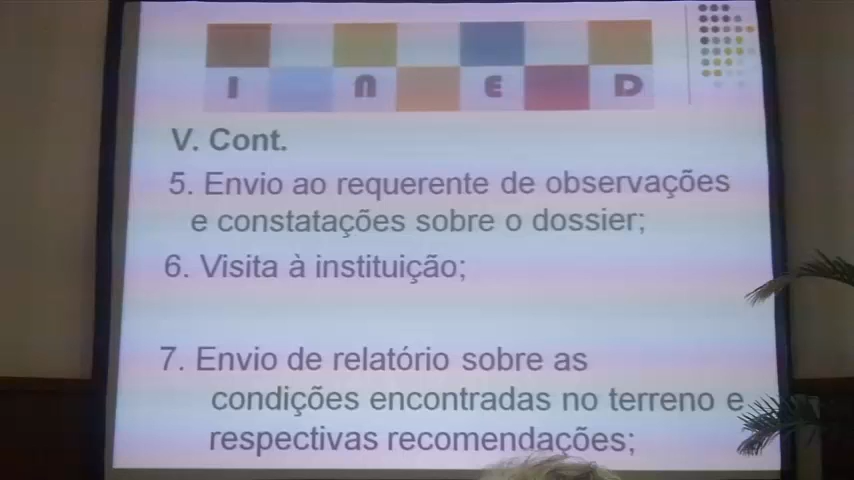 I N E D
V. Cont.
5. Envio ao requerente de observações
e constatações sobre o dossier;
6. Visita à instituição;
7. Envio de relatório sobre as
condições encontradas no terreno e
respectivas recomendações;